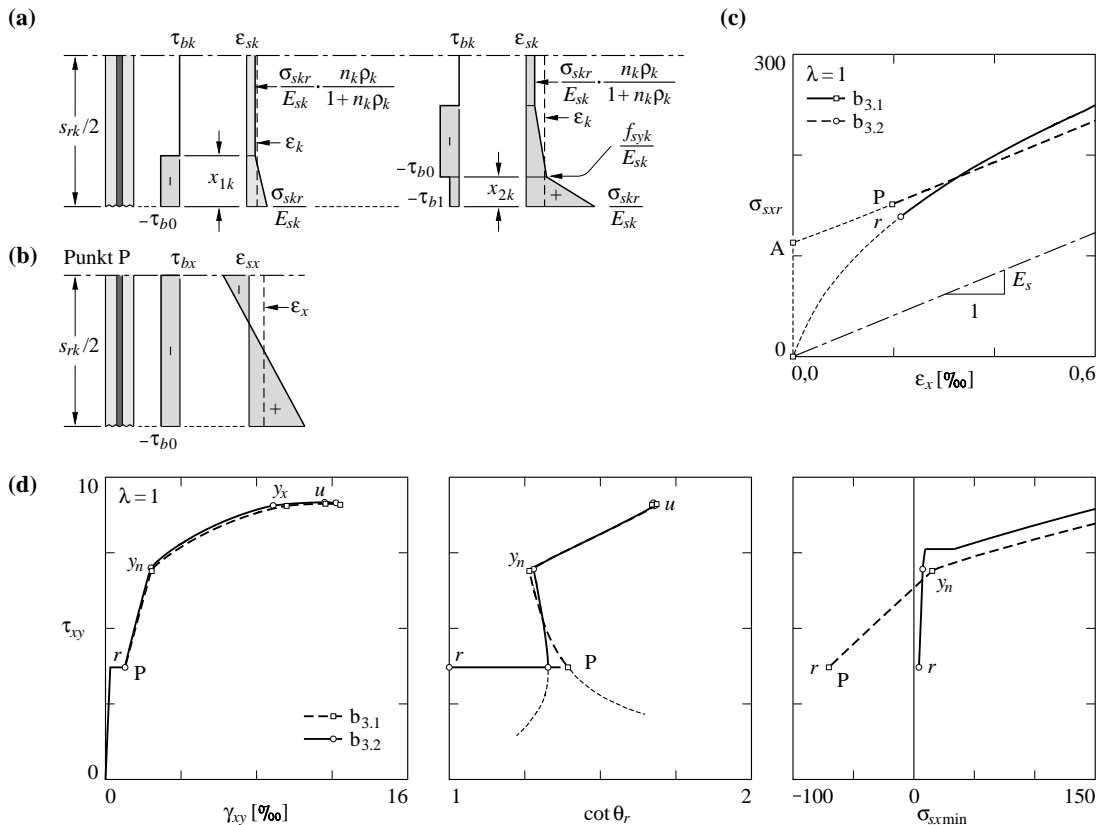 (a)
τbk εsk
srk/2
σskr/Esk · nkρk/(1 + nkρk)
εk
x1k
−τb0
σskr/Esk
τbk εsk
σskr/Esk · nkρk/(1 + nkρk)
εk
fsyk/Esk
−τb0
−τb1
x2k
+
σskr/Esk
(b)
Punkt P
τbx εsx
srk/2
εx
+
−τb0
(c)
300
λ = 1
b3.1
b3.2
σsxr
P
r
A
Es
1
0
0,0
εx [‰]
0,6
(d)
10
λ = 1
yx u
yn
τxy
r
P
b3.1
b3.2
0
0
γxy [‰]
16
u
yn
r
P
1
cot θr
2
yn
r
P
r
−100
0
σsxmin
150